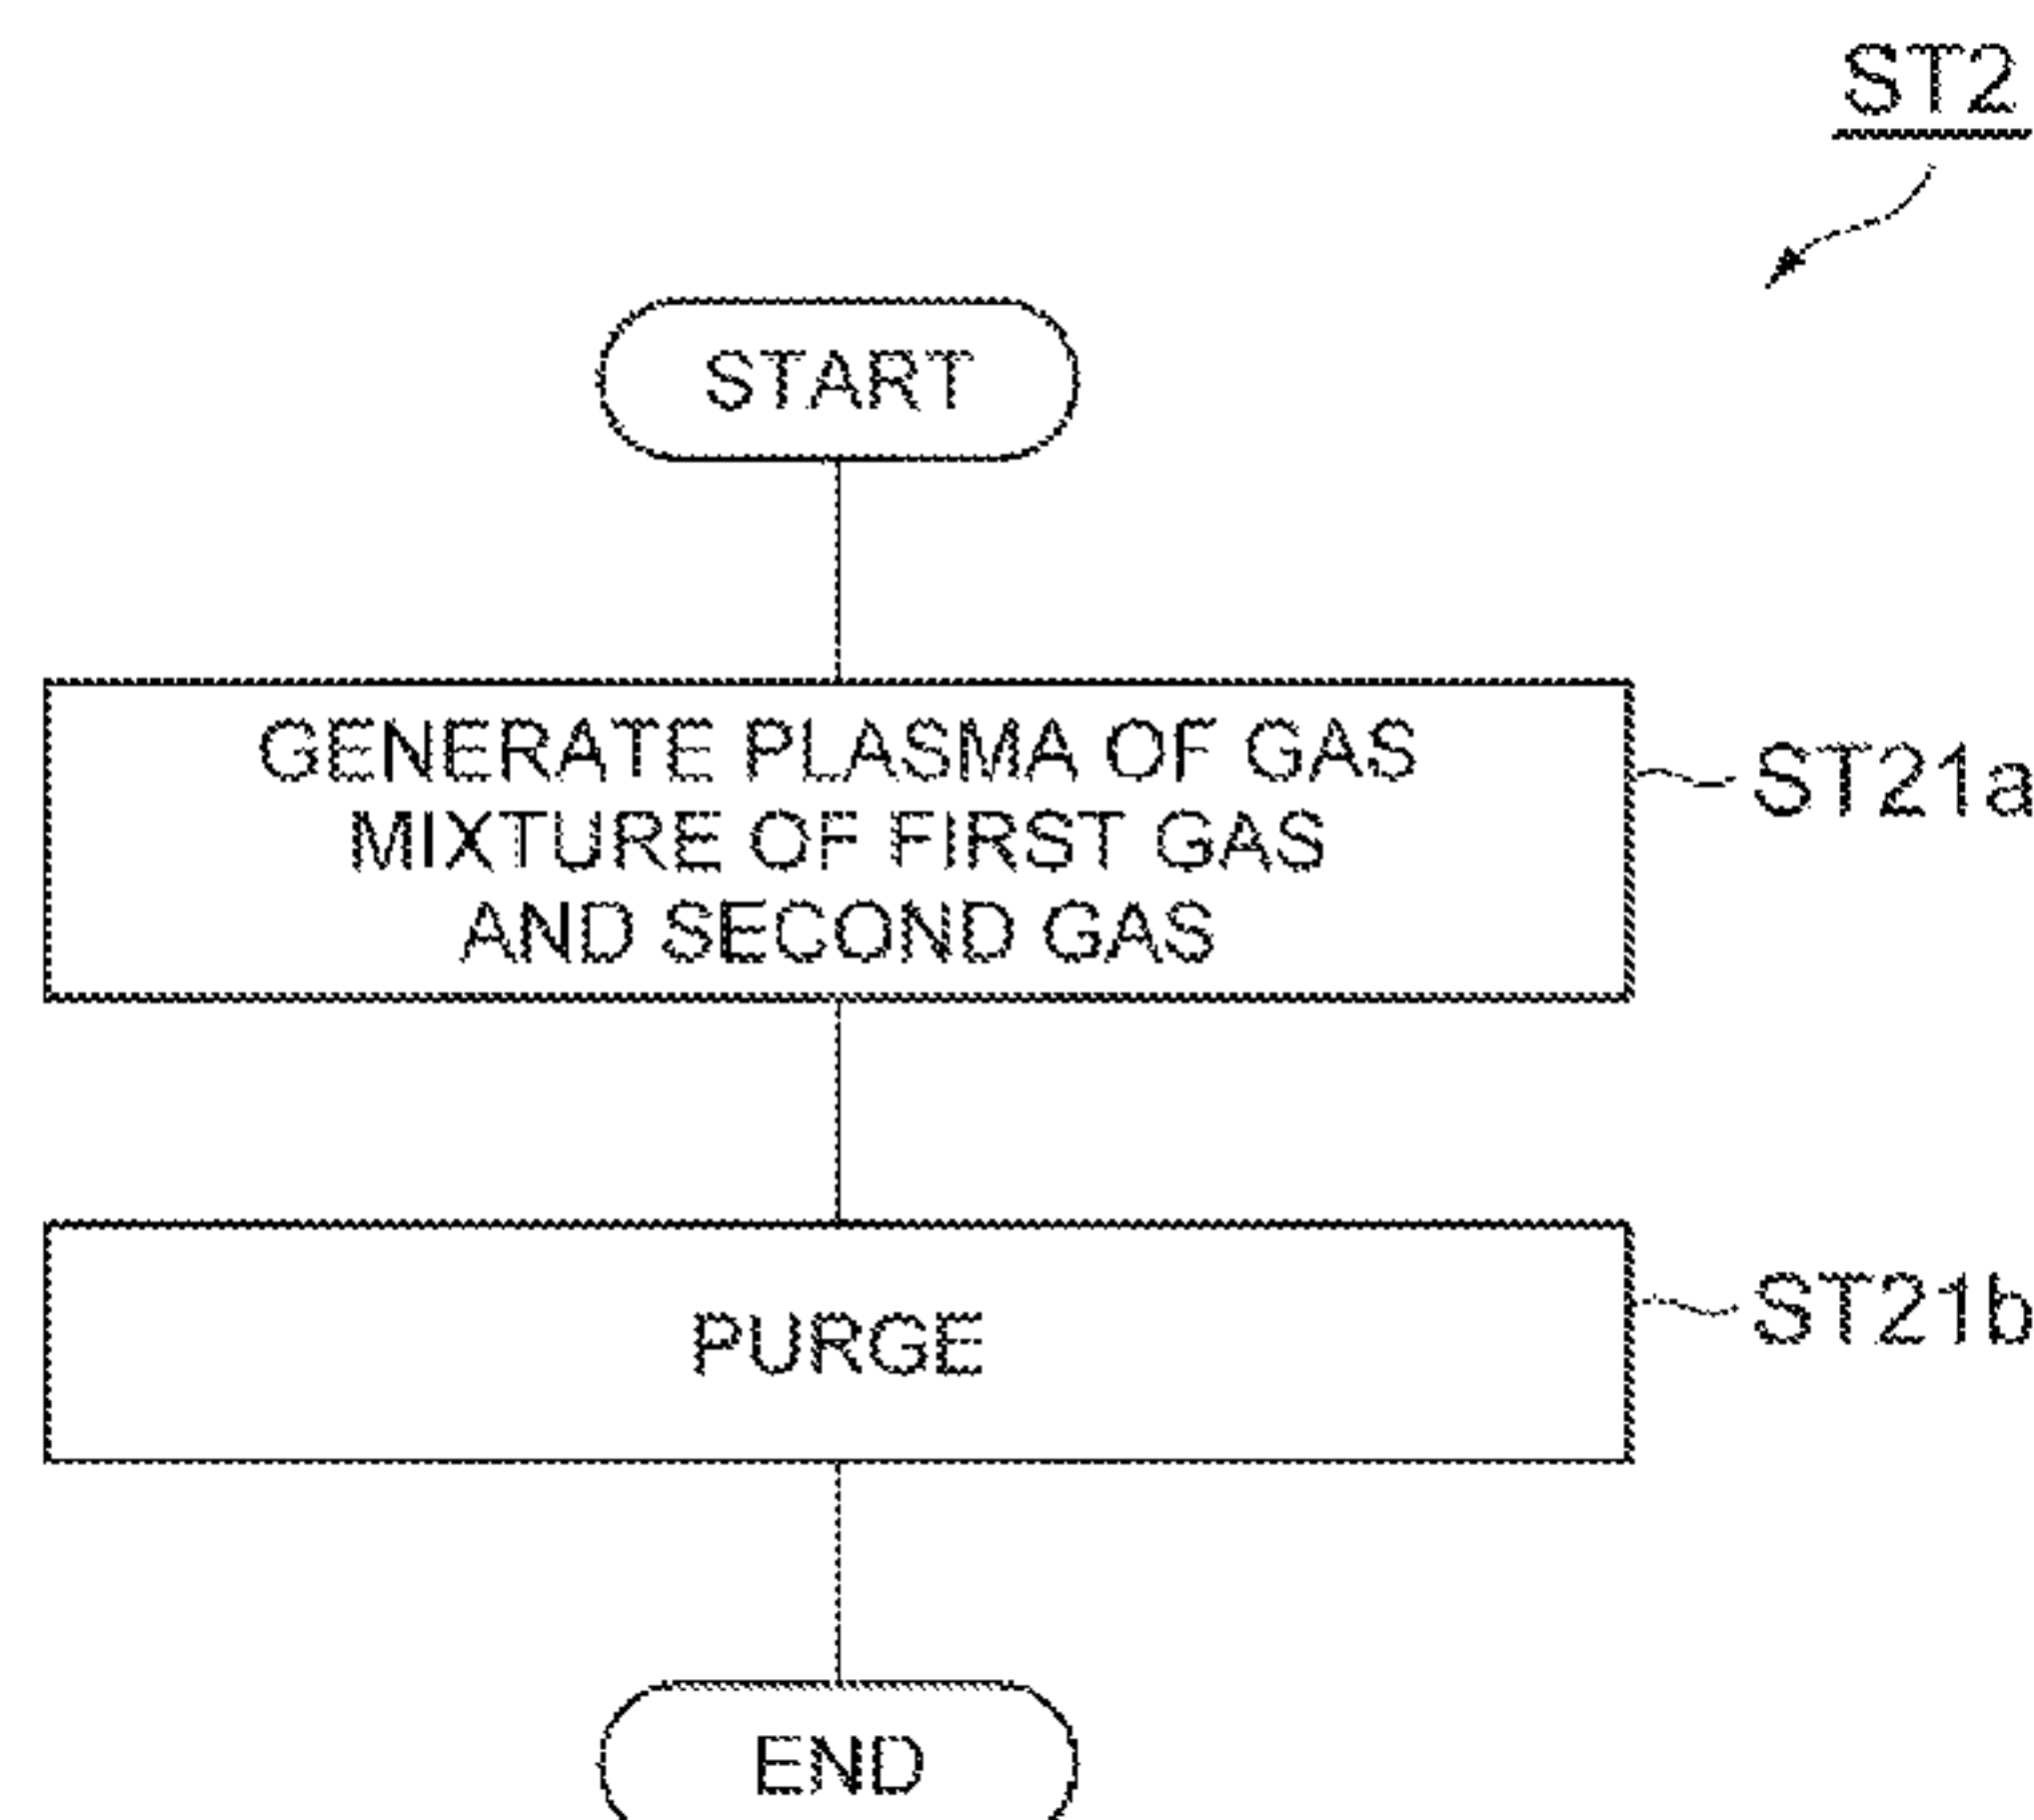 ST2
START
GENERATE PLASMA OF GAS
MIXTURE OF FIRST GAS
AND SECOND GAS
ST21a
PURGE
ST21b
END